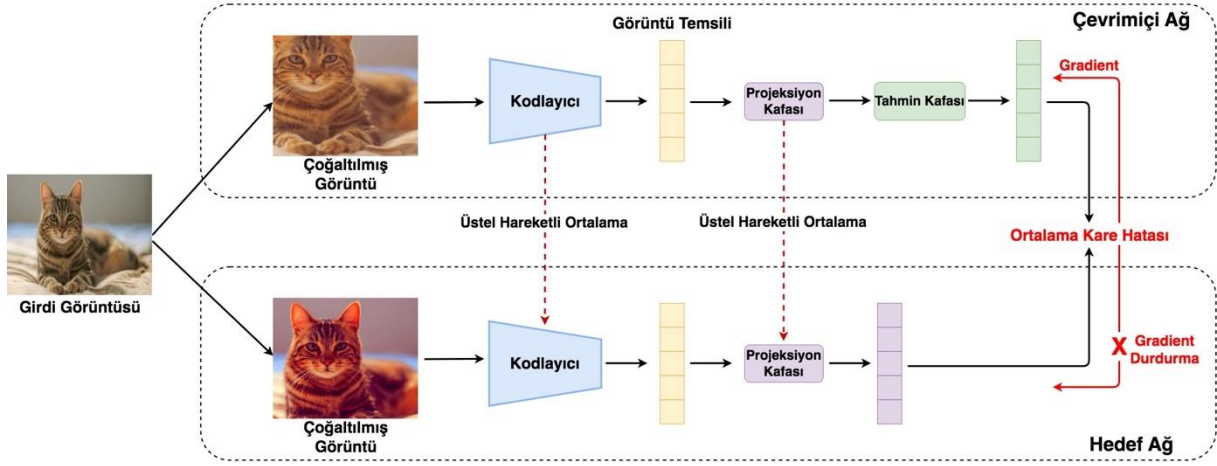 Çevrimiçi Ağ
Görüntü Temsili
Gradient
Kodlayıcı
Projeksiyon
Kafası
Tahmin Kafası
Çoğaltılmış
Görüntü
Üstel Hareketli Ortalama
Üstel Hareketli Ortalama
Ortalama Kare Hatası
Girdi Görüntüsü
Kodlayıcı
Projeksiyon
Kafası
X
Gradient
Durdurma
Çoğaltılmış
Görüntü
Hedef Ağ